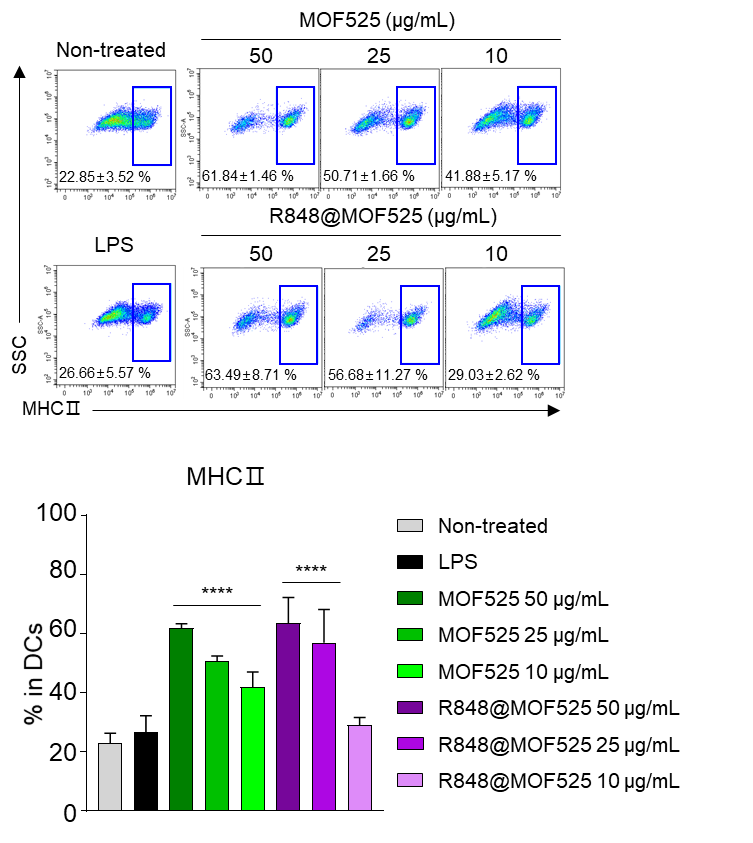 MOF525 (µg/mL)
Non-treated 50 25 10
22.85±3.52 % 61.84±1.46 % 50.71±1.66 % 41.88±5.17 %
SSC-A
R848@MOF525 (µg/mL)
LPS 50 25 10
26.66±5.57 % 63.49±8.71 % 56.68±11.27 % 29.03±2.62 %
SSC-A
SSC
MHCⅡ
MHCⅡ
% in DCs
100
80
60
40
20
0
****
****
Non-treated
LPS
MOF525 50 µg/mL
MOF525 25 µg/mL
MOF525 10 µg/mL
R848@MOF525 50 µg/mL
R848@MOF525 25 µg/mL
R848@MOF525 10 µg/mL